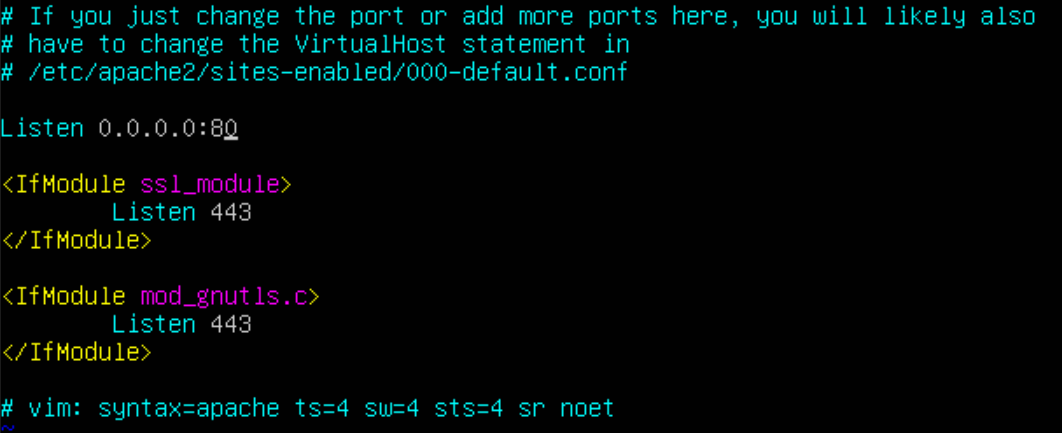 # If you just change the port or add more ports here, you will likely also
# have to change the VirtualHost statement in
# /etc/apache2/sites-enabled/000-default.conf
Listen 0.0.0.0:80
<IfModule ssl_module>
Listen 443
</IfModule>
<IfModule mod_gnutls.c>
Listen 443
</IfModule>
# vim: syntax=apache ts=4 sw=4 sts=4 sr noet
~